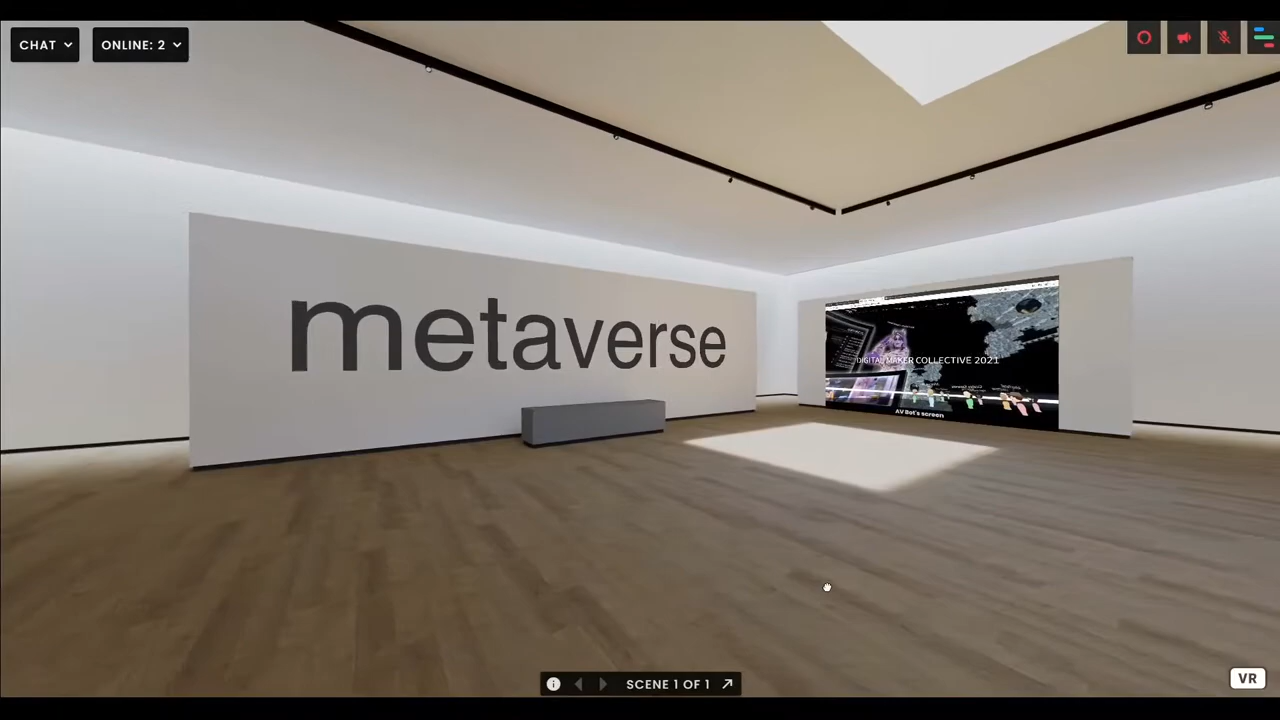 CHAT
ONLINE: 2
metaverse
DIGITAL MAKER COLLECTIVE 2021
AV Bot's screen
SCENE 1 OF 1
VR